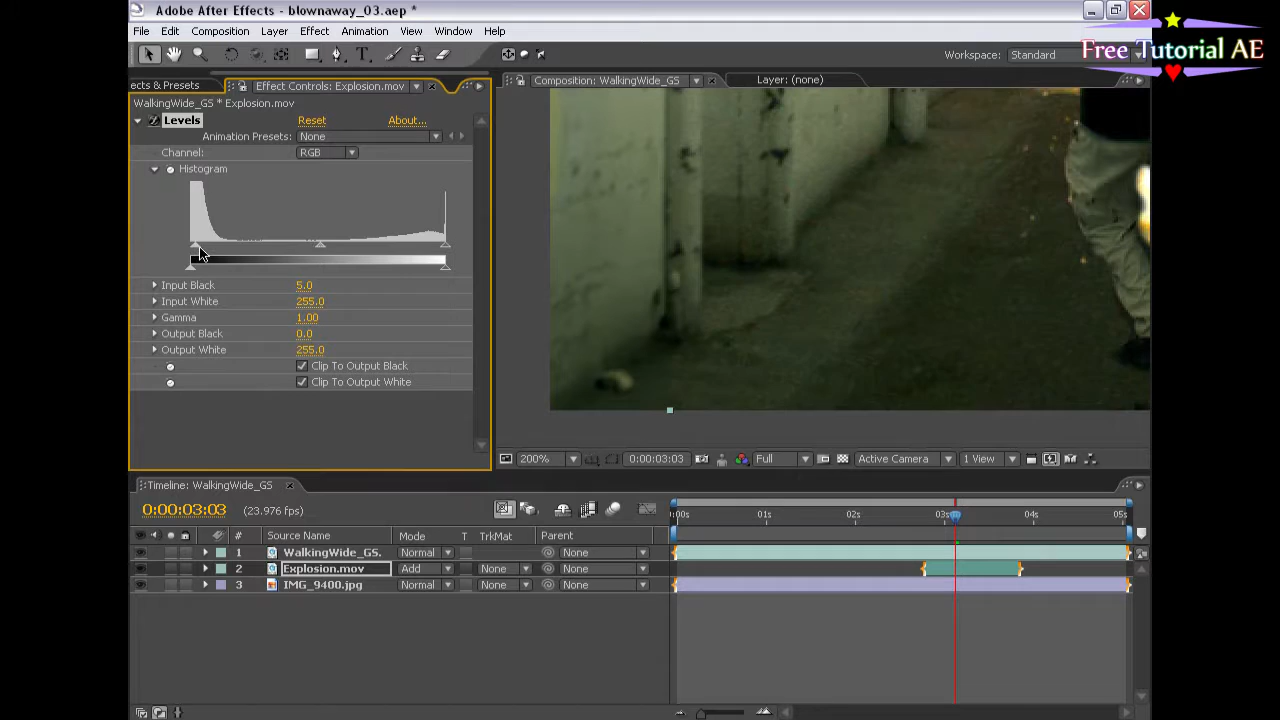 Adobe After Effects - blownaway_03.aep *
File Edit Composition Layer Effect Animation View Window Help
Workspace: Standard
Free Tutorial AE
ects & Presets Effect Controls: Explosion.mov
Composition: WalkingWide_GS Layer: (none)
WalkingWide_GS * Explosion.mov
Levels Reset About...
Animation Presets: None
Channel: RGB
Histogram
Input Black 5.0
Input White 255.0
Gamma 1.00
Output Black 0.0
Output White 255.0
Clip To Output Black
Clip To Output White
200% 0:00:03:03 Full Active Camera 1 View
Timeline: WalkingWide_GS
0:00:03:03 (23.976 fps)
:00s 01s 02s 03s 04s 05s
# Source Name Mode T TrkMat Parent
1 WalkingWide_GS. Normal None
2 Explosion.mov Add None None
3 IMG_9400.jpg Normal None None